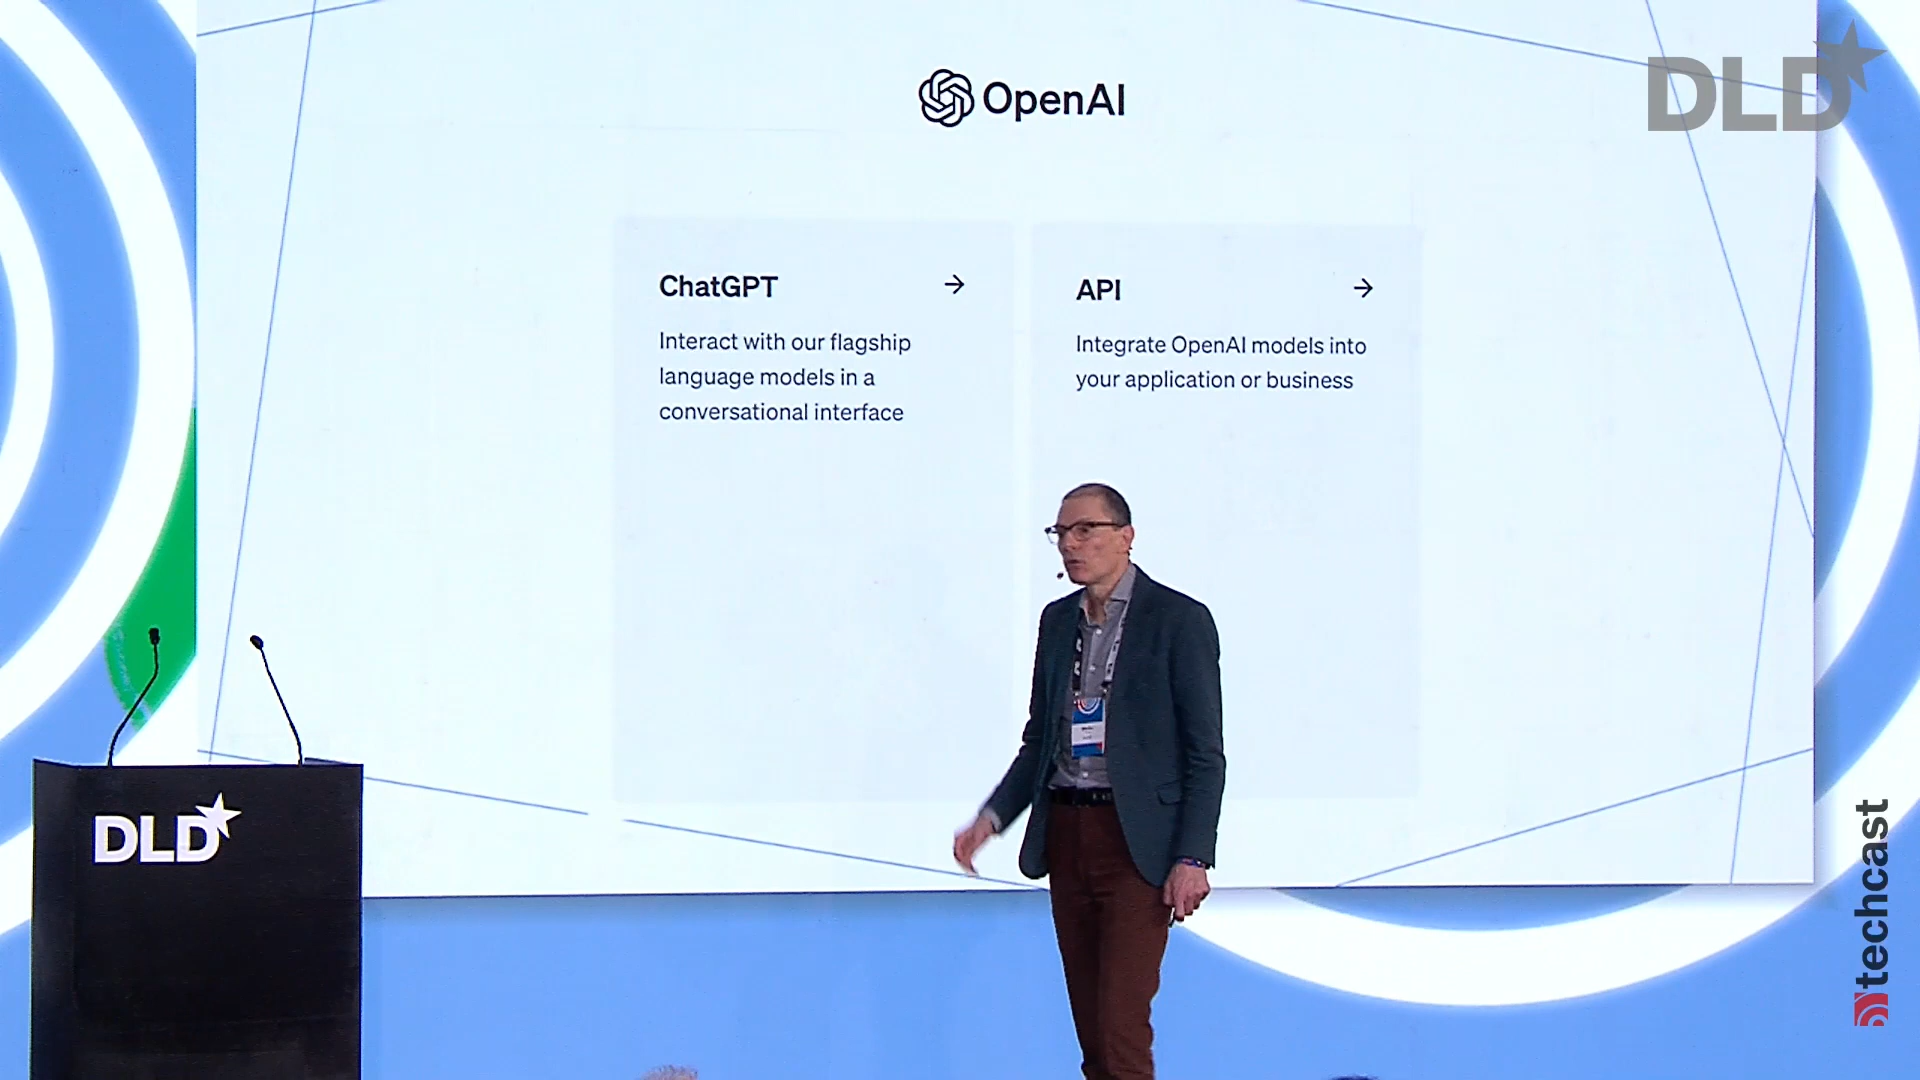 OpenAI
DLD
ChatGPT →
Interact with our flagship
language models in a
conversational interface
API →
Integrate OpenAI models into
your application or business
DLD
techcast